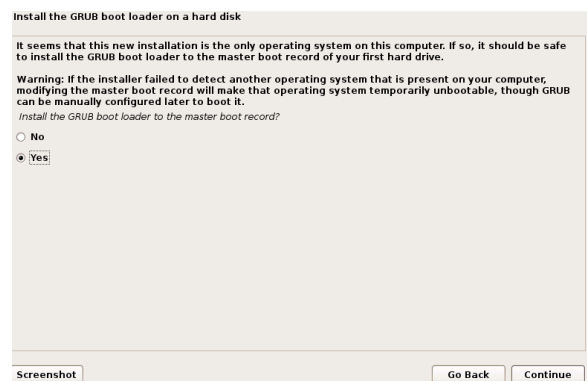 Install the GRUB boot loader on a hard disk
It seems that this new installation is the only operating system on this computer. If so, it should be safe
to install the GRUB boot loader to the master boot record of your first hard drive.
Warning: If the installer failed to detect another operating system that is present on your computer,
modifying the master boot record will make that operating system temporarily unbootable, though GRUB
can be manually configured later to boot it.
Install the GRUB boot loader to the master boot record?
No
Yes
Screenshot
Go Back
Continue